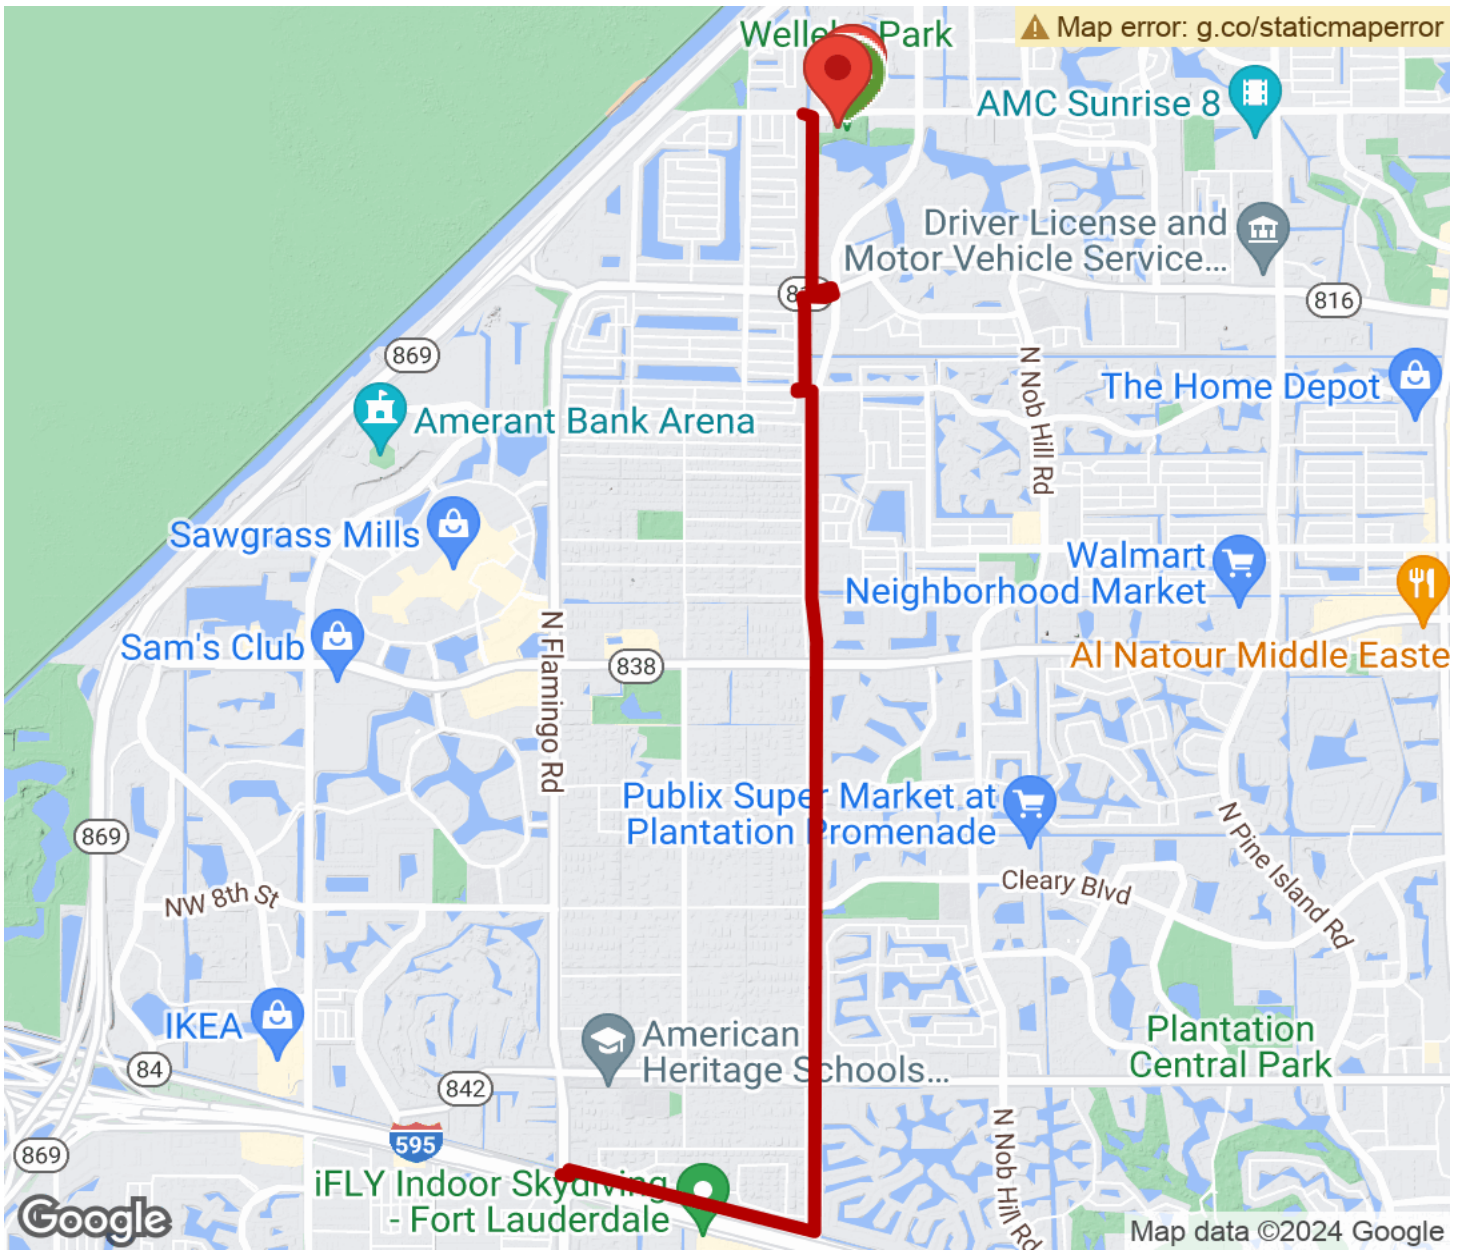 Map error: g.co/staticmaperror
Park
AMC Sunrise 8
Driver License and
Motor Vehicle Service...
816
869
N Nob Hill Rd
The Home Depot
Amerant Bank Arena
Sawgrass Mills
Walmart
Neighborhood Market
Sam's Club
N Flamingo Rd
838
Al Natour Middle Easte
Publix Super Market at
Plantation Promenade
N Pine Island Rd
869
Cleary Blvd
NW 8th St
IKEA
American
Heritage Schools...
Plantation
Central Park
84
842
595
869
N Nob Hill Rd
iFLY Indoor Skydiving
- Fort Lauderdale
Google
Map data ©2024 Google